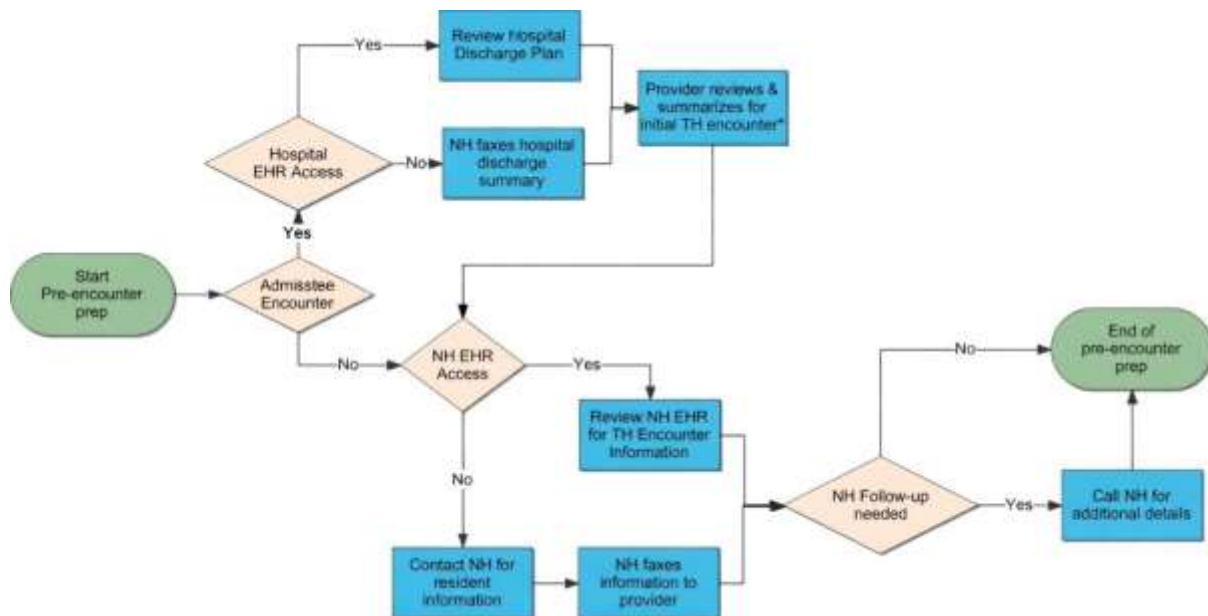 Yes
Review Hospital
Discharge Plan
Provider reviews &
summarizes for
initial TH encounter*
Hospital
EHR Access
No
NH faxes hospital
discharge
summary
Yes
Start
Pre-encounter
prep
Admisstee
Encounter
No
NH EHR
Access
Yes
No
End of
pre-encounter
prep
Review NH EHR
for TH Encounter
Information
No
NH Follow-up
needed
Yes
Call NH for
additional details
Contact NH for
resident
information
NH faxes
information to
provider